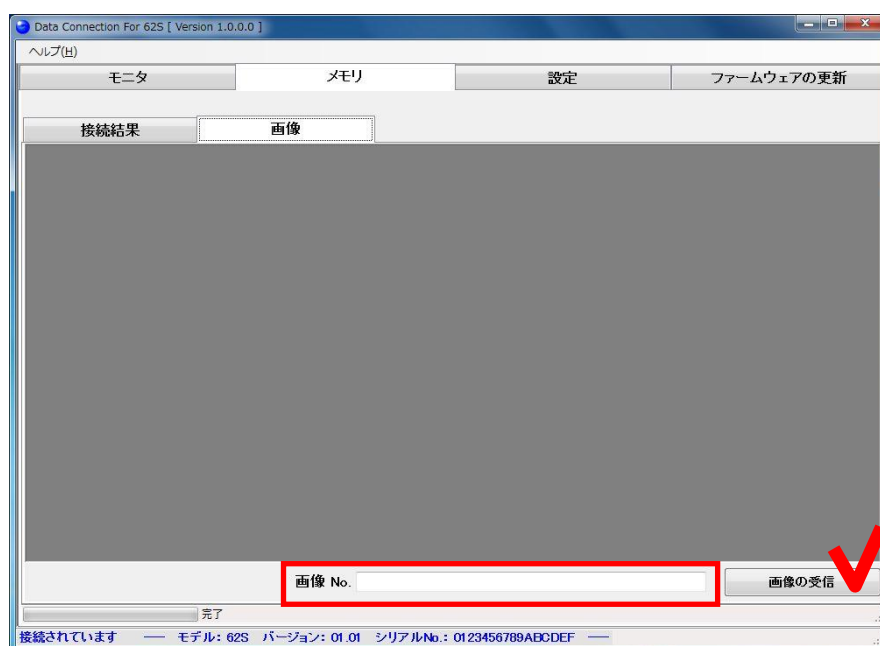 Data Connection For 62S [ Version 1.0.0.0 ]
ヘルプ(H)
モニタ メモリ 設定 ファームウェアの更新
接続結果 画像
画像 No. 画像の受信
完了
接続されています ── モデル: 62S バージョン: 01.01 シリアルNo.: 0123456789ABCDEF ──